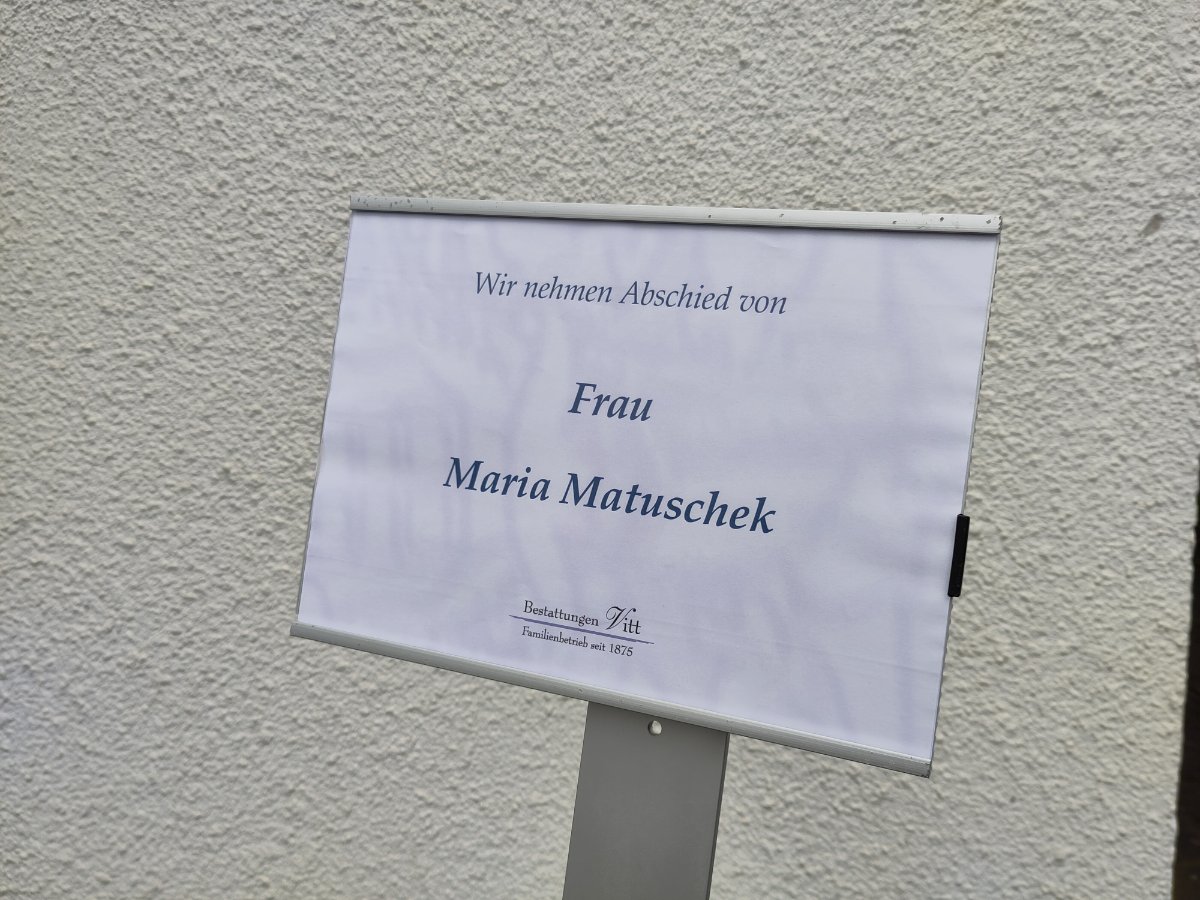 Wir nehmen Abschied von
Frau
Maria Matuschek
Bestattungen Vitt
Familienbetrieb seit 1875